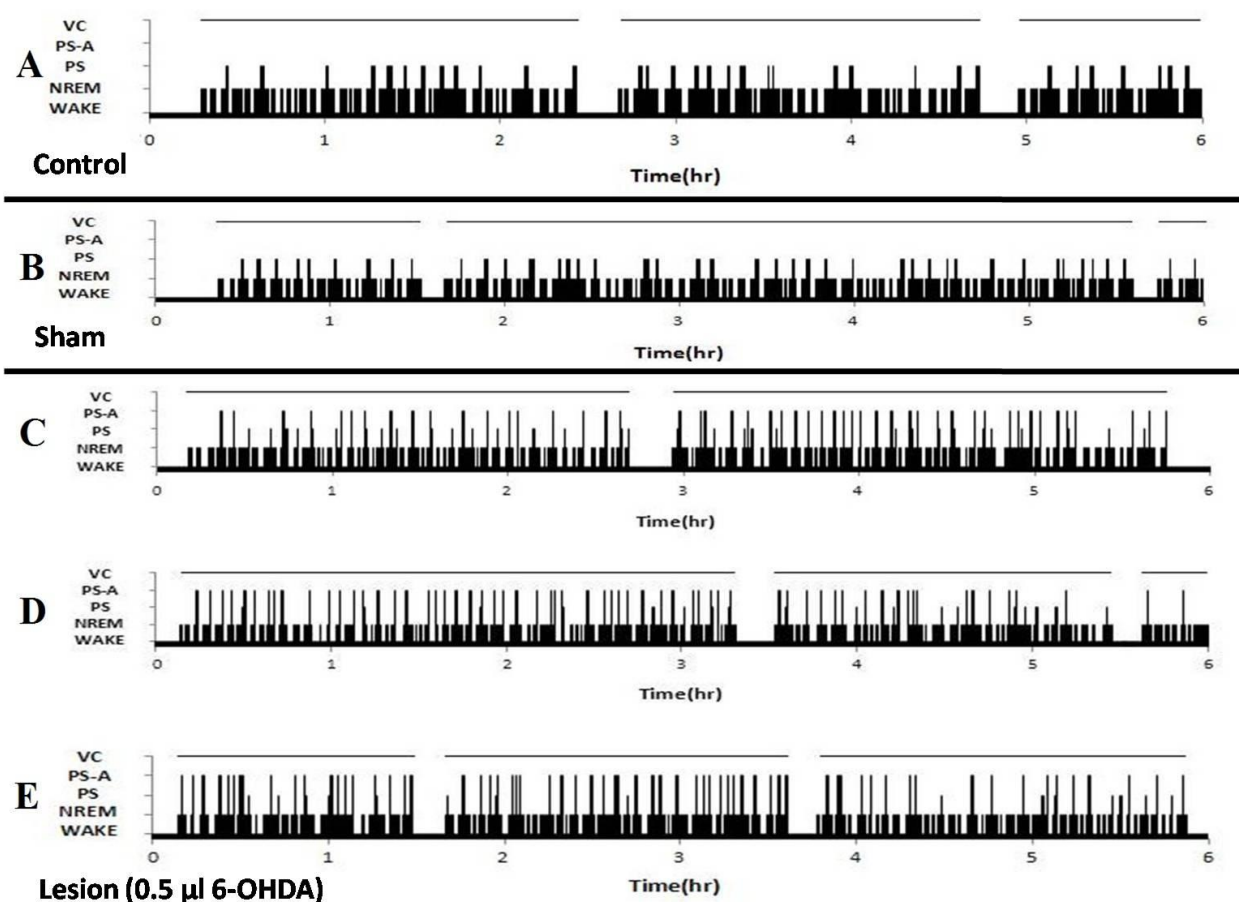 VC
PS-A
PS
NREM
WAKE
A
0 1 2 3 4 5 6
Control
Time(hr)
VC
PS-A
PS
NREM
WAKE
B
0 1 2 3 4 5 6
Sham
Time(hr)
VC
PS-A
PS
NREM
WAKE
C
0 1 2 3 4 5 6
Time(hr)
VC
PS-A
PS
NREM
WAKE
D
0 1 2 3 4 5 6
Time(hr)
VC
PS-A
PS
NREM
WAKE
E
0 1 2 3 4 5 6
Lesion (0.5 µl 6-OHDA)
Time(hr)